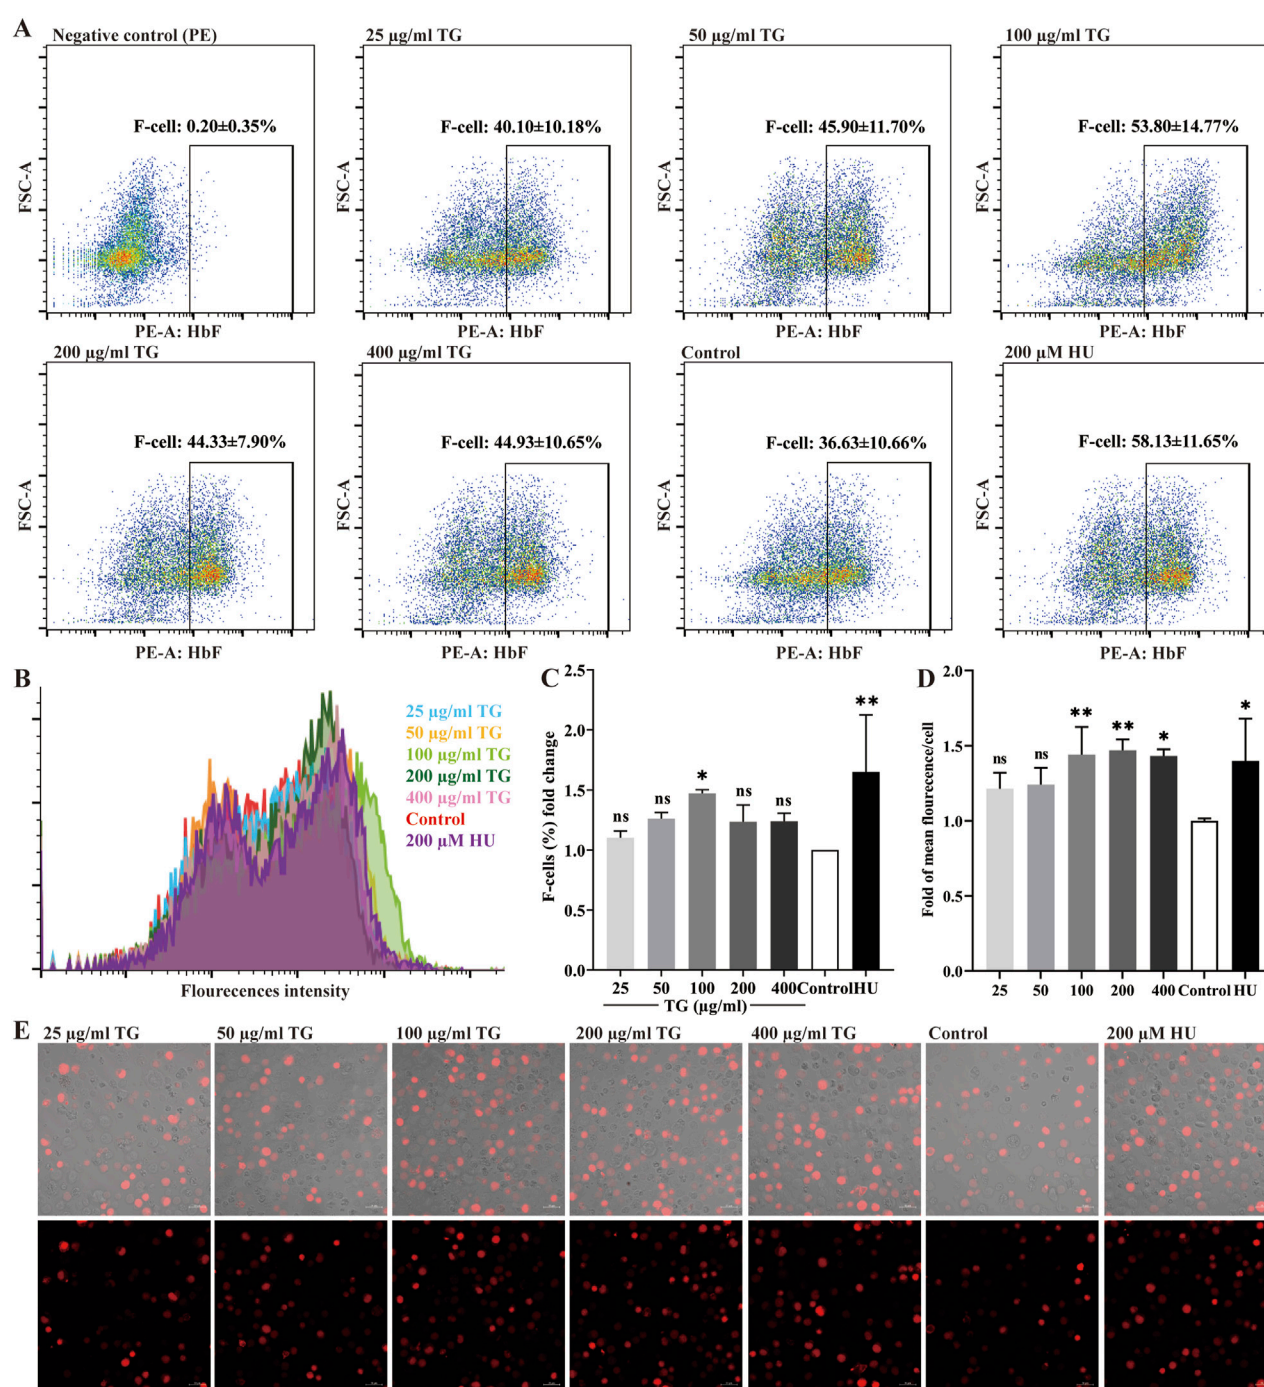 A
Negative control (PE)
25 µg/ml TG
50 µg/ml TG
100 µg/ml TG
F-cell: 0.20±0.35%
F-cell: 40.10±10.18%
F-cell: 45.90±11.70%
F-cell: 53.80±14.77%
FSC-A
FSC-A
FSC-A
FSC-A
PE-A: HbF
PE-A: HbF
PE-A: HbF
PE-A: HbF
200 µg/ml TG
400 µg/ml TG
Control
200 µM HU
F-cell: 44.33±7.90%
F-cell: 44.93±10.65%
F-cell: 36.63±10.66%
F-cell: 58.13±11.65%
FSC-A
FSC-A
FSC-A
FSC-A
PE-A: HbF
PE-A: HbF
PE-A: HbF
PE-A: HbF
B
25 µg/ml TG
50 µg/ml TG
100 µg/ml TG
200 µg/ml TG
400 µg/ml TG
Control
200 µM HU
Flourecences intensity
C
F-cells (%) fold change
2.5
2.0
1.5
1.0
0.5
0.0
ns
ns
*
ns
ns
**
25 50 100 200 400 Control HU
TG (µg/ml)
D
Fold of mean flourecence/cell
2.0
1.5
1.0
0.5
0.0
ns
ns
**
**
*
*
25 50 100 200 400 Control HU
E
25 µg/ml TG
50 µg/ml TG
100 µg/ml TG
200 µg/ml TG
400 µg/ml TG
Control
200 µM HU